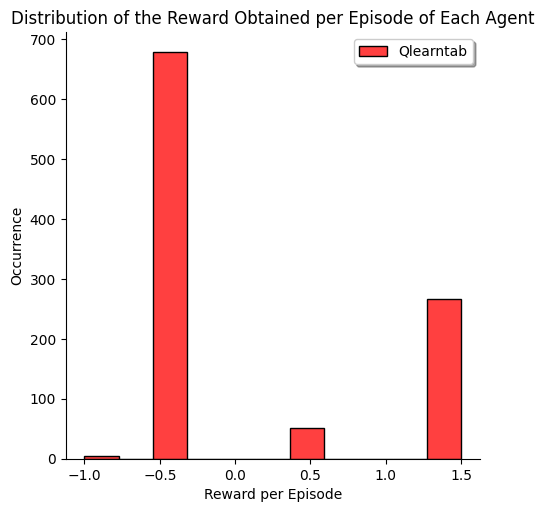 Distribution of the Reward Obtained per Episode of Each Agent
Qlearntab
700
600
500
400
300
200
100
0
Occurrence
−1.0 −0.5 0.0 0.5 1.0 1.5
Reward per Episode